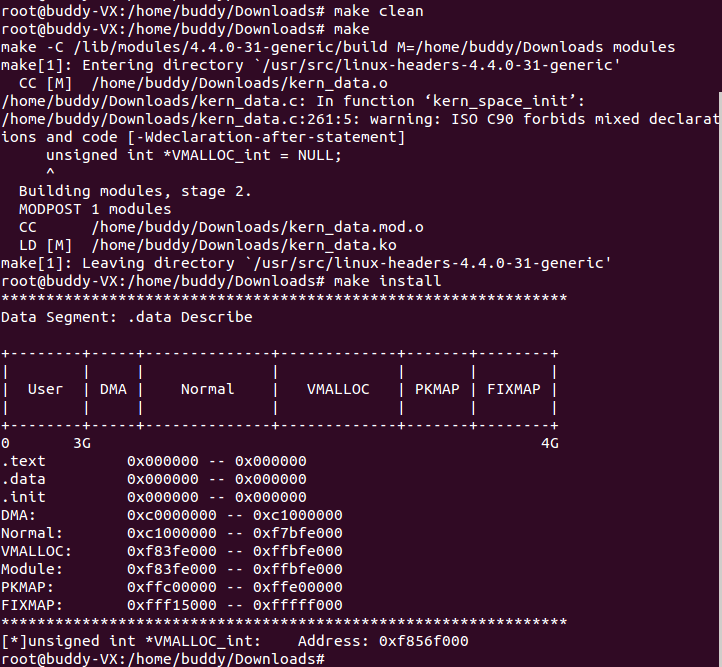 root@buddy-VX:/home/buddy/Downloads# make clean
root@buddy-VX:/home/buddy/Downloads# make
make -C /lib/modules/4.4.0-31-generic/build M=/home/buddy/Downloads modules
make[1]: Entering directory `/usr/src/linux-headers-4.4.0-31-generic'
  CC [M]  /home/buddy/Downloads/kern_data.o
/home/buddy/Downloads/kern_data.c: In function ‘kern_space_init’:
/home/buddy/Downloads/kern_data.c:261:5: warning: ISO C90 forbids mixed declarat
ions and code [-Wdeclaration-after-statement]
     unsigned int *VMALLOC_int = NULL;
     ^
  Building modules, stage 2.
  MODPOST 1 modules
  CC      /home/buddy/Downloads/kern_data.mod.o
  LD [M]  /home/buddy/Downloads/kern_data.ko
make[1]: Leaving directory `/usr/src/linux-headers-4.4.0-31-generic'
root@buddy-VX:/home/buddy/Downloads# make install
***************************************************************
Data Segment: .data Describe

+--------+-----+--------------+-------------+-------+--------+
|        |     |              |             |       |        |
|  User  | DMA |    Normal    |   VMALLOC   | PKMAP | FIXMAP |
|        |     |              |             |       |        |
+--------+-----+--------------+-------------+-------+--------+
0       3G                                                  4G
.text         0x000000 -- 0x000000
.data         0x000000 -- 0x000000
.init         0x000000 -- 0x000000
DMA:          0xc0000000 -- 0xc1000000
Normal:       0xc1000000 -- 0xf7bfe000
VMALLOC:      0xf83fe000 -- 0xffbfe000
Module:       0xf83fe000 -- 0xffbfe000
PKMAP:        0xffc00000 -- 0xffe00000
FIXMAP:       0xfff15000 -- 0xfffff000
***************************************************************
[*]unsigned int *VMALLOC_int:    Address: 0xf856f000
root@buddy-VX:/home/buddy/Downloads#